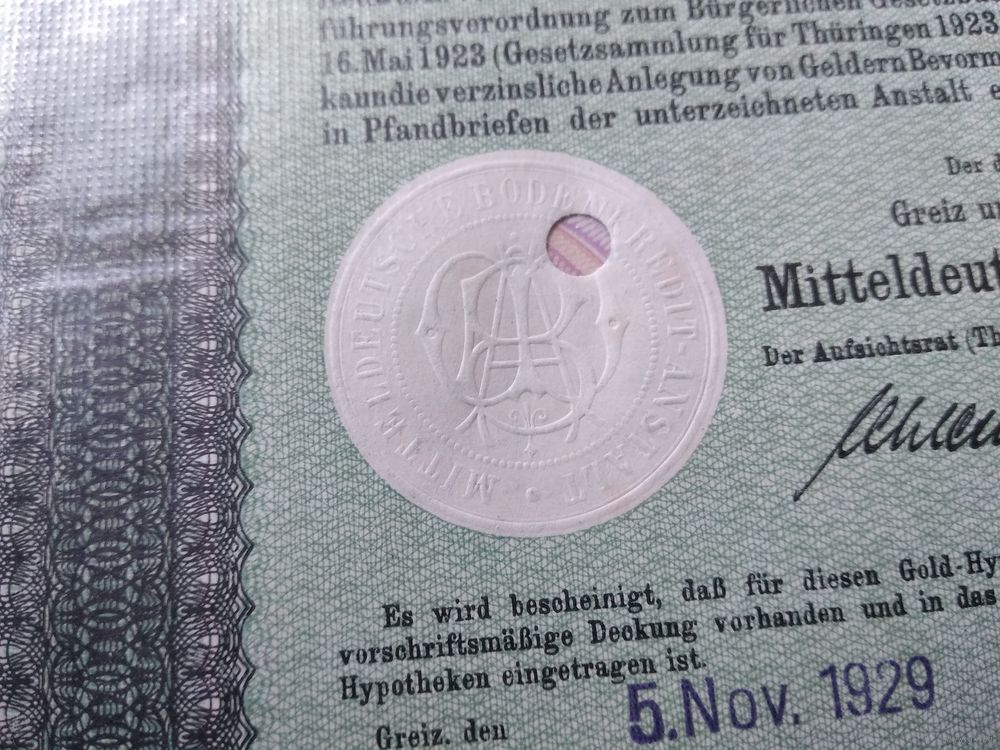 führungsverordnung zum Bürgerlichen
16. Mai 1923 (Gesetzsammlung für Thüringen 1923
kann die verzinsliche Anlegung von Geldern Bevorm
in Pfandbriefen der unterzeichneten Anstalt e
Der
Greiz un
Mitteldeut
Der Aufsichtsrat (Th
MITTELDEUTSCHE BODENKREDIT-ANSTALT
Es wird bescheinigt, daß für diesen Gold-Hy
vorschriftsmäßige Deckung vorhanden und in das
Hypotheken eingetragen ist.
Greiz. den 5. Nov. 1929